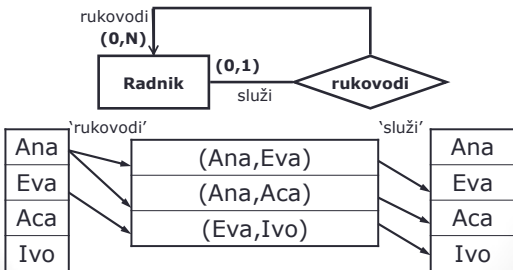 rukovodi
(0,N)
Radnik
(0,1)
služi
rukovodi
'rukovodi'
'služi'
Ana
Eva
Aca
Ivo
(Ana,Eva)
(Ana,Aca)
(Eva,Ivo)
Ana
Eva
Aca
Ivo